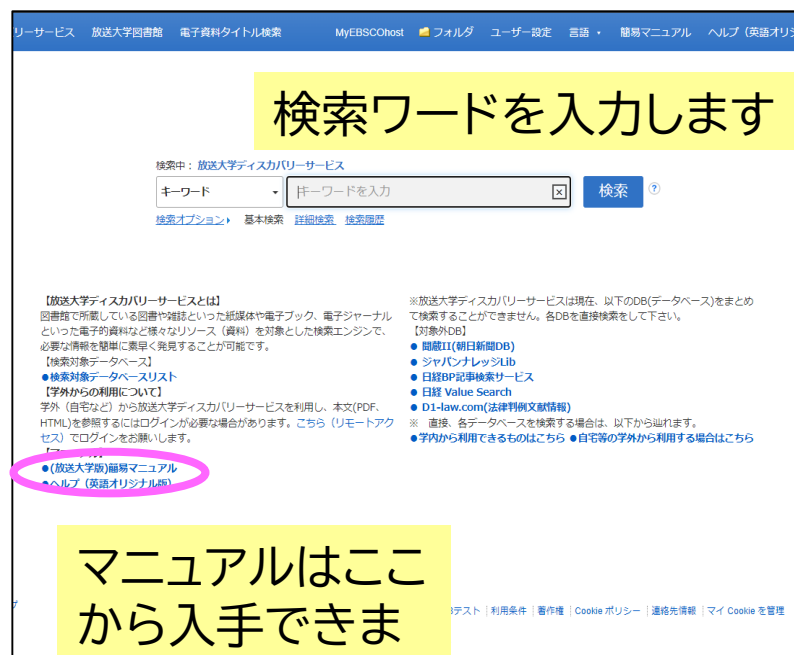 リーサービス 放送大学図書館 電子資料タイトル検索 MyEBSCOhost フォルダ ユーザー設定 言語 簡易マニュアル ヘルプ（英語オリジ
検索ワードを入力します
検索中： 放送大学ディスカバリーサービス
キーワード キーワードを入力 検索 ?
検索オプション 基本検索 詳細検索 検索履歴
【放送大学ディスカバリーサービスとは】
図書館で所蔵している図書や雑誌といった紙媒体や電子ブック、電子ジャーナル
といった電子的資料など様々なリソース（資料）を対象とした検索エンジンで、
必要な情報を簡単に素早く発見することが可能です。
【検索対象データベース】
●検索対象データベースリスト
【学外からの利用について】
学外（自宅など）から放送大学ディスカバリーサービスを利用し、本文(PDF、
HTML)を参照するにはログインが必要な場合があります。こちら（リモートアク
セス）でログインをお願いします。
●(放送大学版)簡易マニュアル
●ヘルプ（英語オリジナル版）
※放送大学ディスカバリーサービスは現在、以下のDB(データベース)をまとめ
て検索することができません。各DBを直接検索をして下さい。
【対象外DB】
● 聞蔵II(朝日新聞DB)
● ジャパンナレッジLib
● 日経BP記事検索サービス
● 日経 Value Search
● D1-law.com(法律判例文献情報)
※ 直接、各データベースを検索する場合は、以下から辿れます。
●学内から利用できるものはこちら ●自宅等の学外から利用する場合はこちら
マニュアルはここ
から入手できま
テスト 利用条件 著作権 Cookie ポリシー 連絡先情報 マイ Cookie を管理